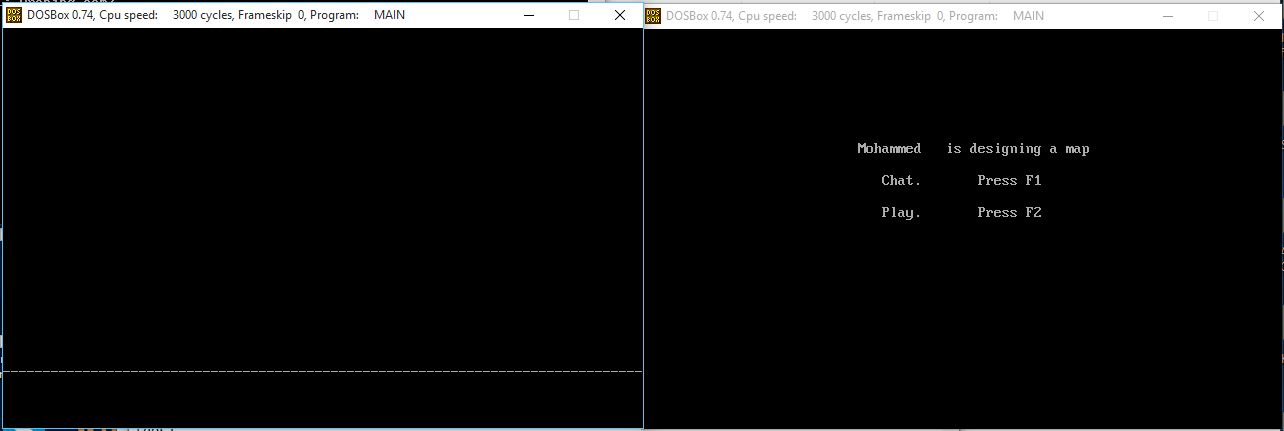 DOSBox 0.74, Cpu speed: 3000 cycles, Frameskip 0, Program: MAIN
DOSBox 0.74, Cpu speed: 3000 cycles, Frameskip 0, Program: MAIN
Mohammed is designing a map
Chat. Press F1
Play. Press F2